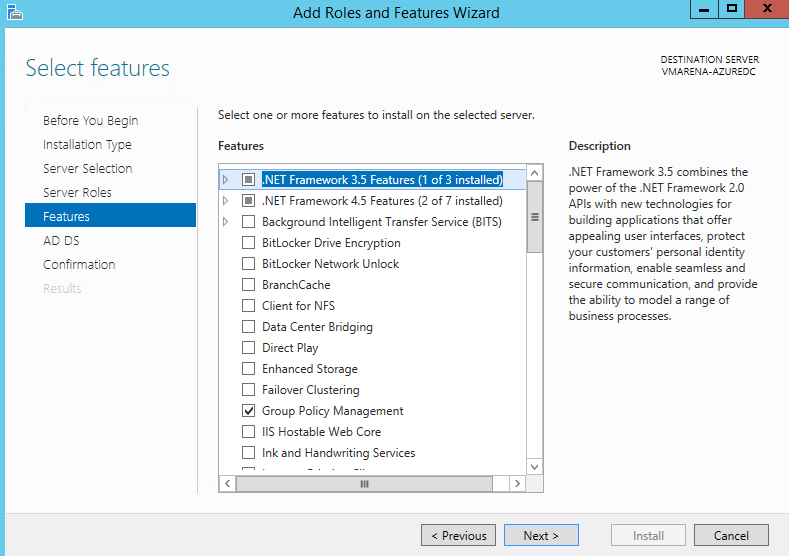 Add Roles and Features Wizard
Select features
DESTINATION SERVER
VMARENA-AZUREDC
Before You Begin
Installation Type
Server Selection
Server Roles
Features
AD DS
Confirmation
Results
Select one or more features to install on the selected server.
Features
.NET Framework 3.5 Features (1 of 3 installed)
.NET Framework 4.5 Features (2 of 7 installed)
Background Intelligent Transfer Service (BITS)
BitLocker Drive Encryption
BitLocker Network Unlock
BranchCache
Client for NFS
Data Center Bridging
Direct Play
Enhanced Storage
Failover Clustering
Group Policy Management
IIS Hostable Web Core
Ink and Handwriting Services
Description
.NET Framework 3.5 combines the
power of the .NET Framework 2.0
APIs with new technologies for
building applications that offer
appealing user interfaces, protect
your customers' personal identity
information, enable seamless and
secure communication, and provide
the ability to model a range of
business processes.
< Previous
Next >
Install
Cancel